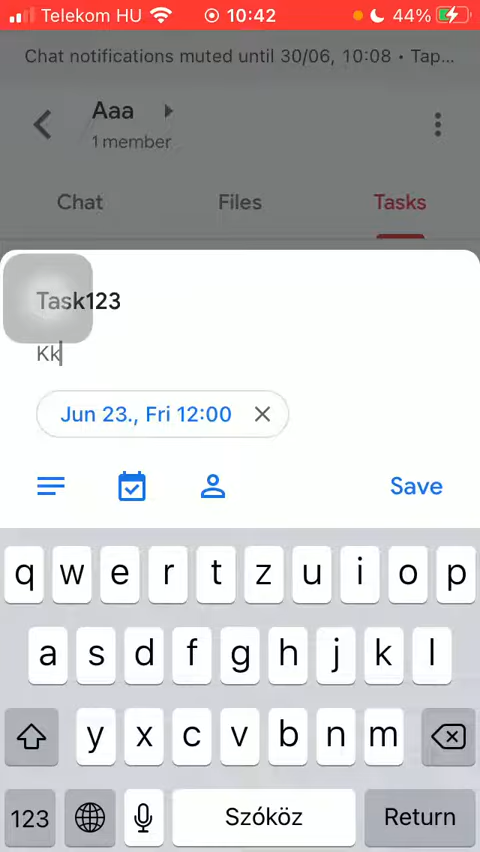 Telekom HU 10:42 44%
Chat notifications muted until 30/06, 10:08 • Tap...
Aaa
1 member
Chat Files Tasks
Task123
Kk
Jun 23., Fri 12:00
Save
q w e r t z u i o p
a s d f g h j k l
y x c v b n m
123 Szóköz Return